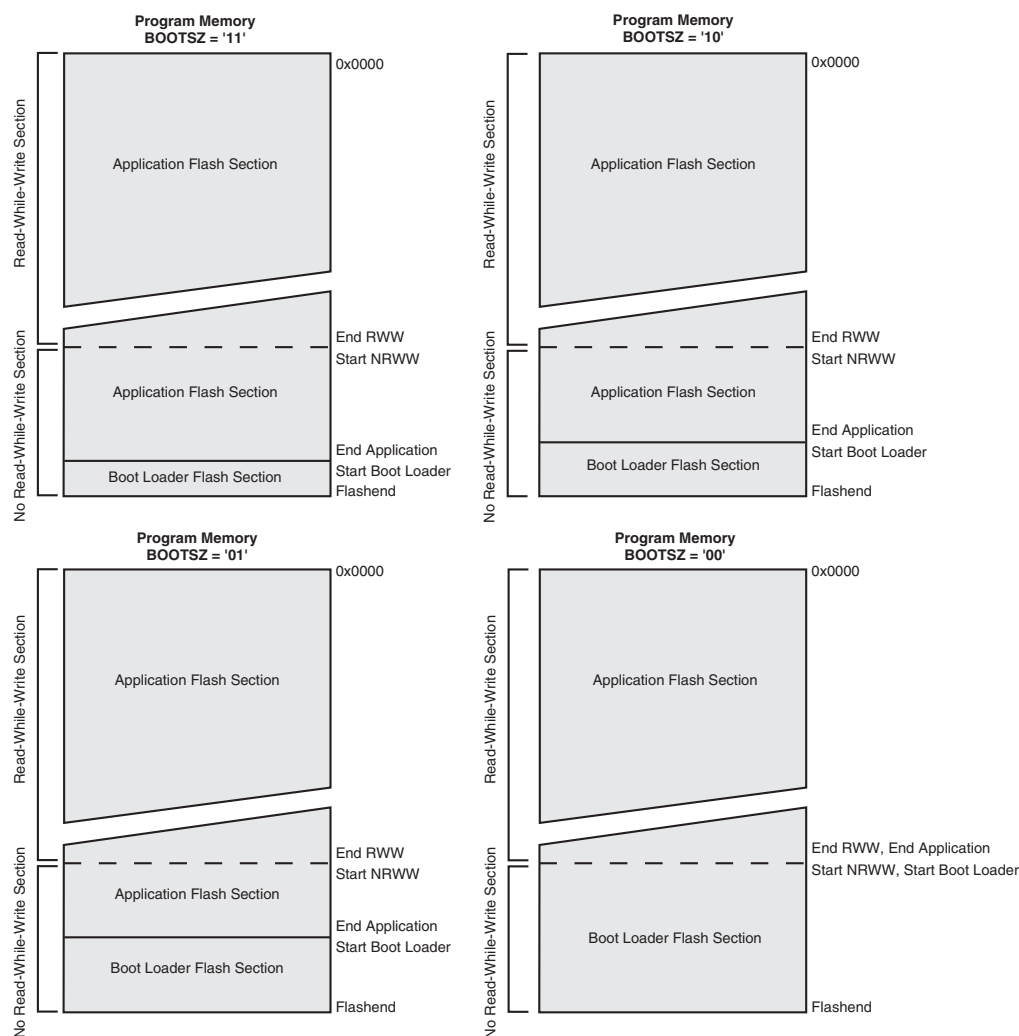 Program Memory
BOOTSZ = '11'
0x0000
Read-While-Write Section
Application Flash Section
End RWW
Start NRWW
No Read-While-Write Section
Application Flash Section
End Application
Start Boot Loader
Boot Loader Flash Section
Flashend
Program Memory
BOOTSZ = '10'
0x0000
Read-While-Write Section
Application Flash Section
End RWW
Start NRWW
No Read-While-Write Section
Application Flash Section
End Application
Start Boot Loader
Boot Loader Flash Section
Flashend
Program Memory
BOOTSZ = '01'
0x0000
Read-While-Write Section
Application Flash Section
End RWW
Start NRWW
No Read-While-Write Section
Application Flash Section
End Application
Start Boot Loader
Boot Loader Flash Section
Flashend
Program Memory
BOOTSZ = '00'
0x0000
Read-While-Write Section
Application Flash Section
End RWW, End Application
Start NRWW, Start Boot Loader
No Read-While-Write Section
Boot Loader Flash Section
Flashend